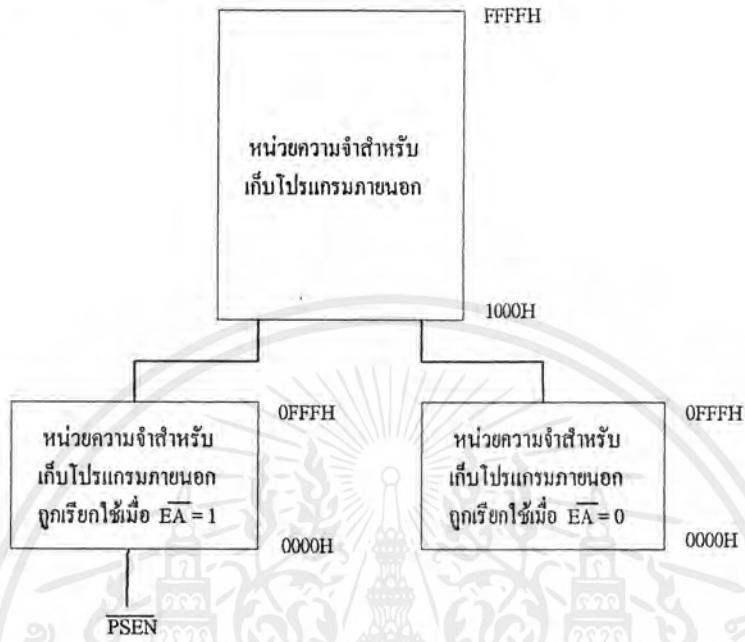 FFFFH
หน่วยความจำสำหรับ
เก็บโปรแกรมภายนอก
1000H
0FFFH
หน่วยความจำสำหรับ
เก็บโปรแกรมภายนอก
ถูกเรียกใช้เมื่อ E̅A̅ = 1
0000H
P̅S̅E̅N̅
0FFFH
หน่วยความจำสำหรับ
เก็บโปรแกรมภายนอก
ถูกเรียกใช้เมื่อ E̅A̅ = 0
0000H